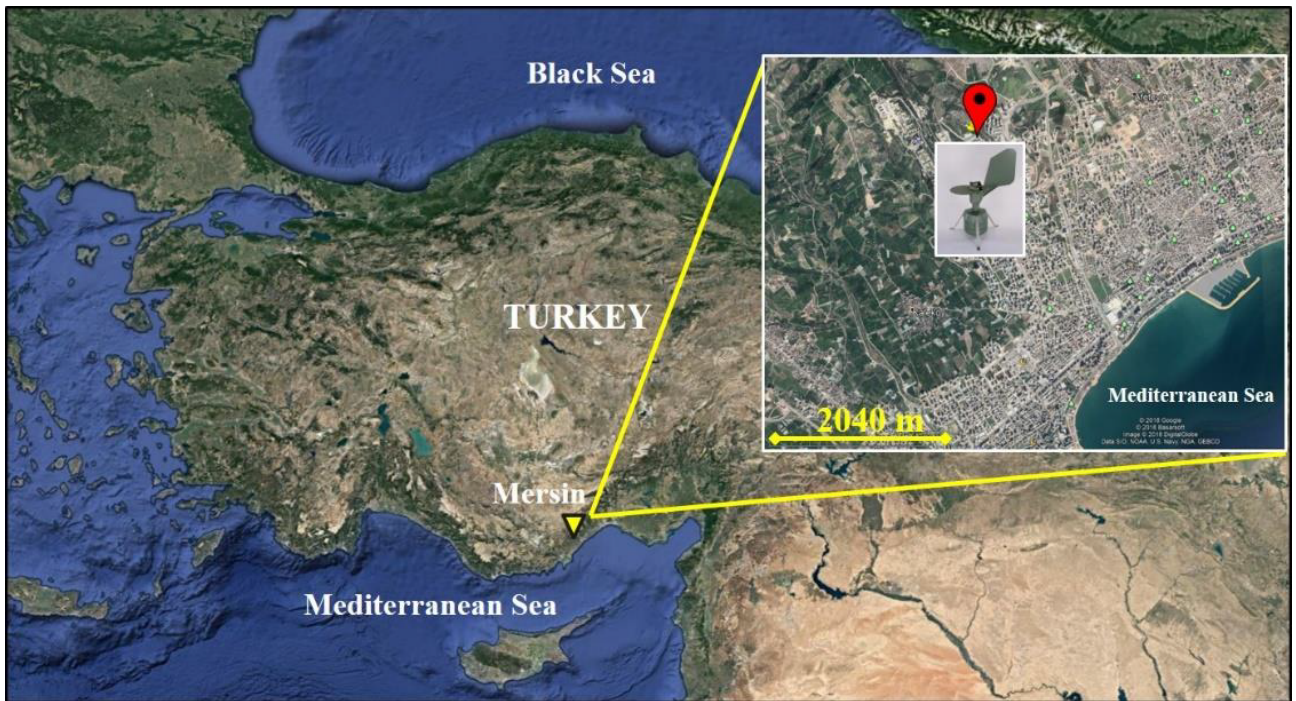 Black Sea
TURKEY
Mersin
Mediterranean Sea
Mediterranean Sea
2040 m
© 2018 Google
© 2018 Basarsoft
Image © 2018 DigitalGlobe
Data SIO, NOAA, U.S. Navy, NGA, GEBCO